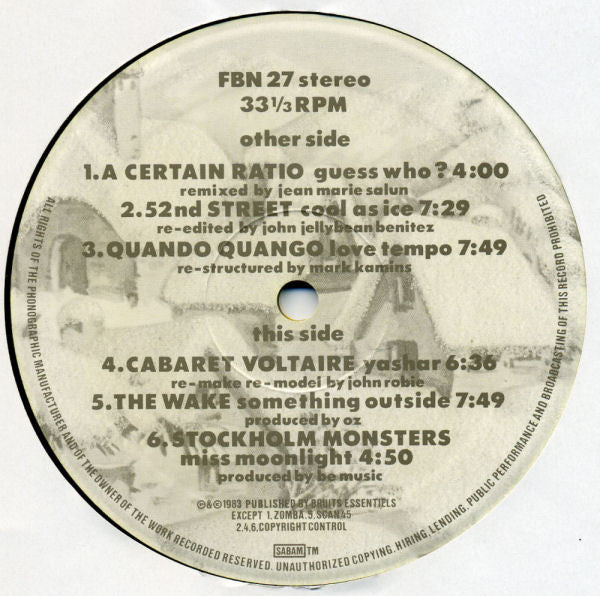 FBN 27 stereo
33 1/3 RPM
other side
1.A CERTAIN RATIO guess who? 4:00
remixed by jean marie salun
2.52nd STREET cool as ice 7:29
re-edited by john jellybean benitez
3.QUANDO QUANGO love tempo 7:49
re-structured by mark kamins
this side
4.CABARET VOLTAIRE yashar 6:36
re-make re-model by john robie
5.THE WAKE something outside 7:49
produced by oz
6.STOCKHOLM MONSTERS
miss moonlight 4:50
produced by be music
℗&©1983 PUBLISHED BY BRUITS ESSENTIELS
EXCEPT 1.ZOMBA.5.SCAN 45
2.4.6.COPYRIGHT CONTROL
SABAM TM
ALL RIGHTS OF THE PHONOGRAPHIC MANUFACTURER AND OF THE OWNER OF THE WORK RECORDED RESERVED. UNAUTHORIZED COPYING. HIRING. LENDING. PUBLIC PERFORMANCE AND BROADCASTING OF THIS RECORD PROHIBITED